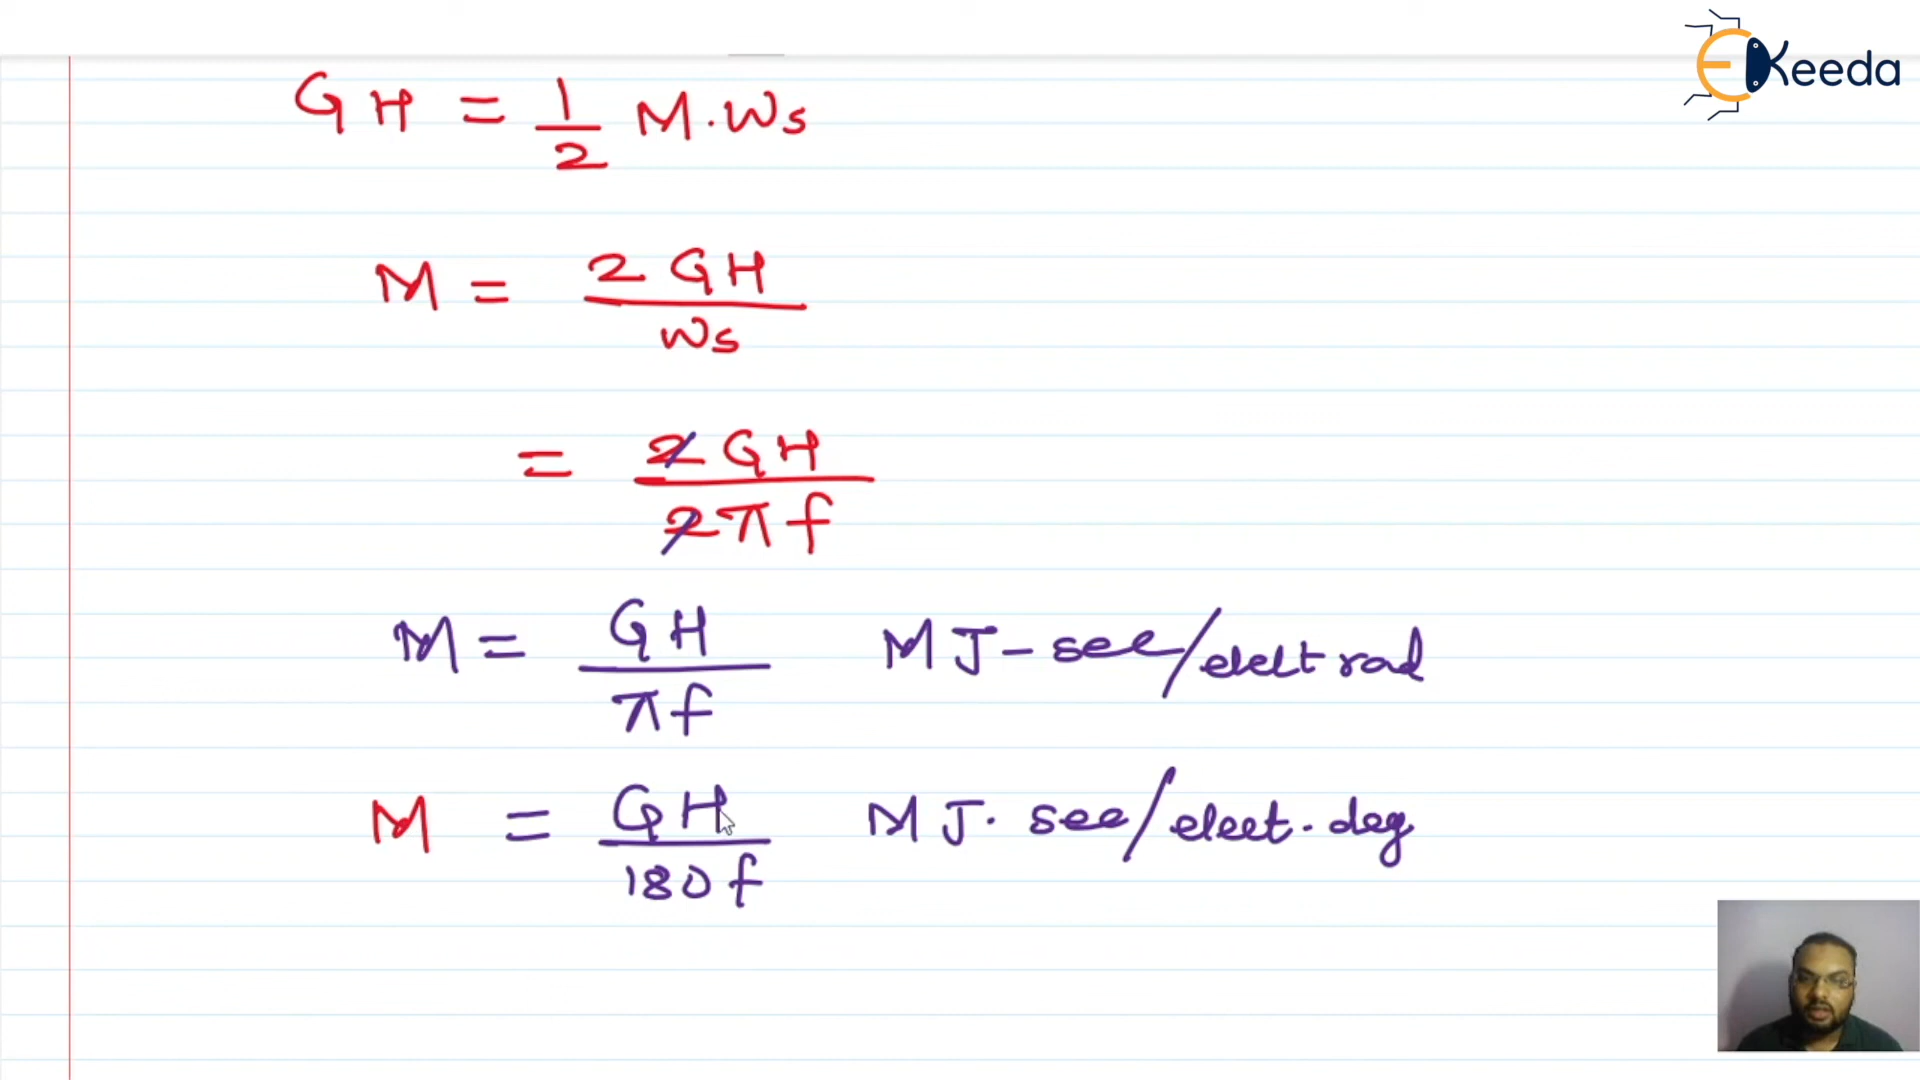 EKeeda
GH = 1/2 M.Ws
M = 2GH/Ws
= 2GH/2πf
M = GH/πf MJ-sec/elect rad
M = GH/180f MJ.sec/elect.deg